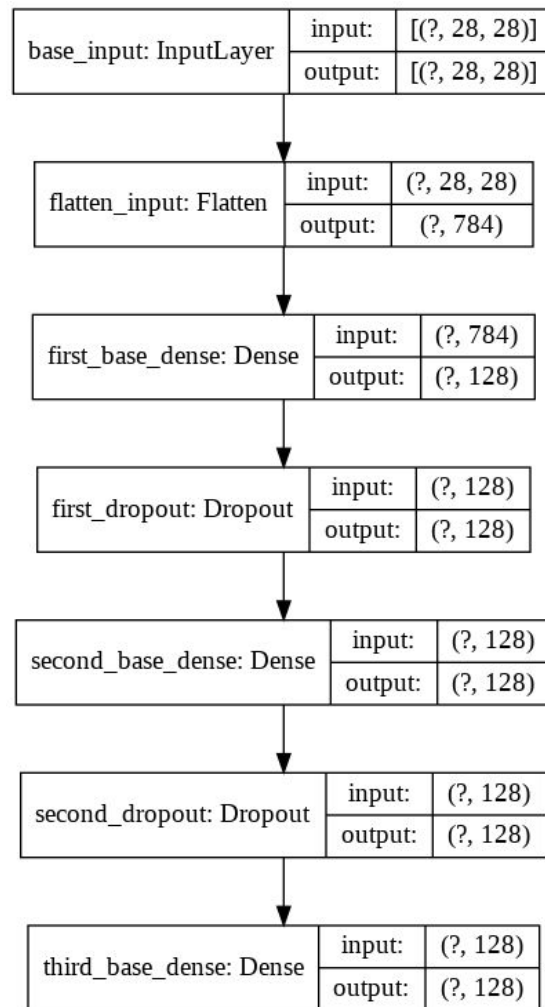 base_input: InputLayer
input:
[(?, 28, 28)]
output:
[(?, 28, 28)]
flatten_input: Flatten
input:
(?, 28, 28)
output:
(?, 784)
first_base_dense: Dense
input:
(?, 784)
output:
(?, 128)
first_dropout: Dropout
input:
(?, 128)
output:
(?, 128)
second_base_dense: Dense
input:
(?, 128)
output:
(?, 128)
second_dropout: Dropout
input:
(?, 128)
output:
(?, 128)
third_base_dense: Dense
input:
(?, 128)
output:
(?, 128)